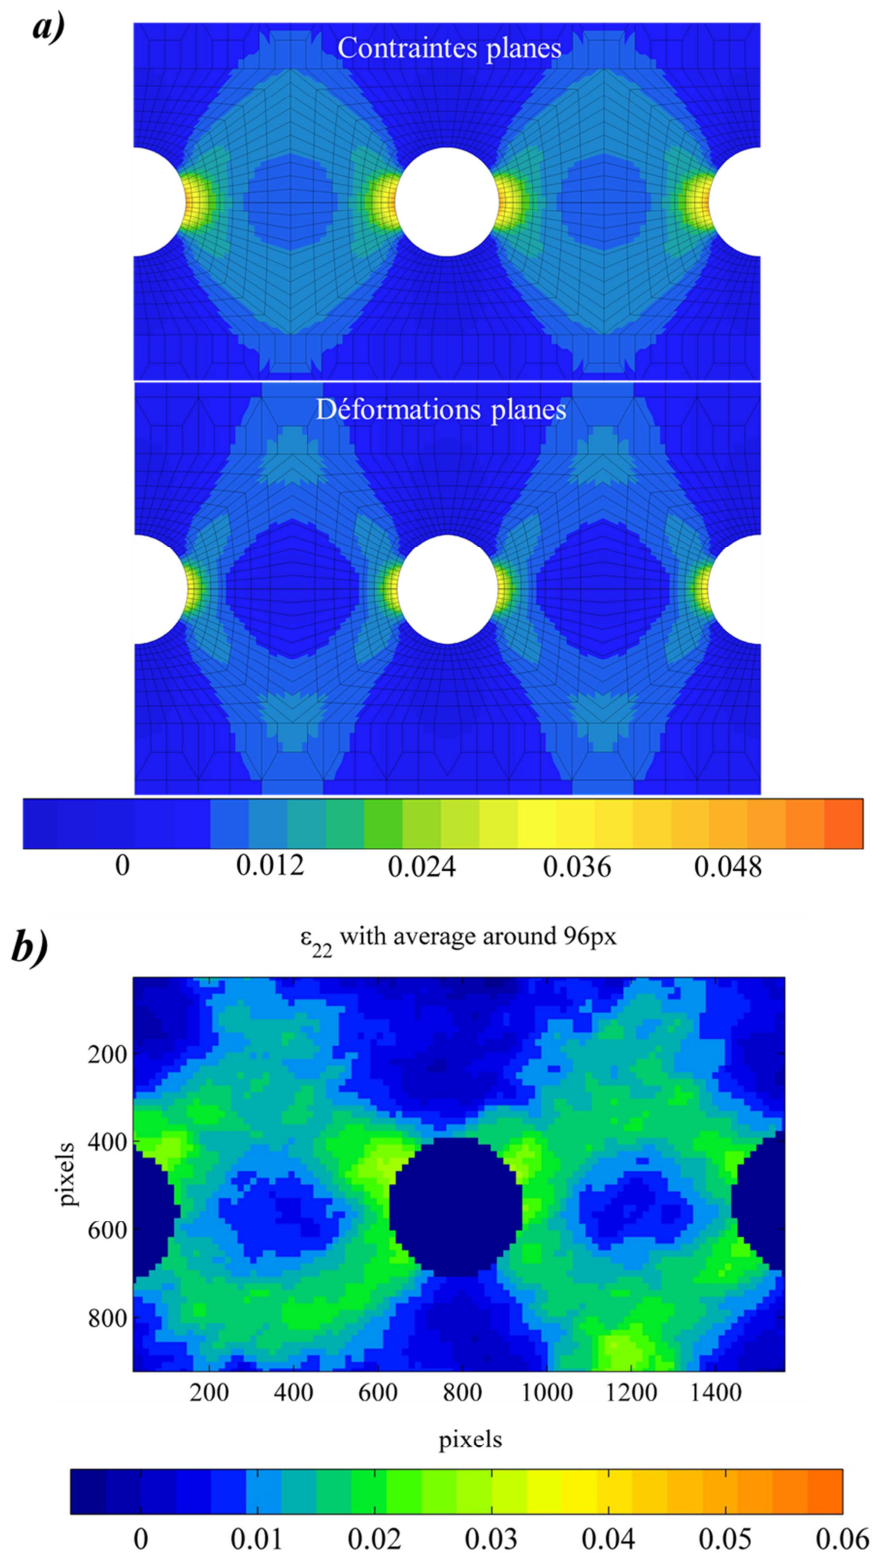 a)
Contraintes planes
Déformations planes
0 0.012 0.024 0.036 0.048
b)
ε22 with average around 96px
200
400
600
800
pixels
200 400 600 800 1000 1200 1400
pixels
0 0.01 0.02 0.03 0.04 0.05 0.06